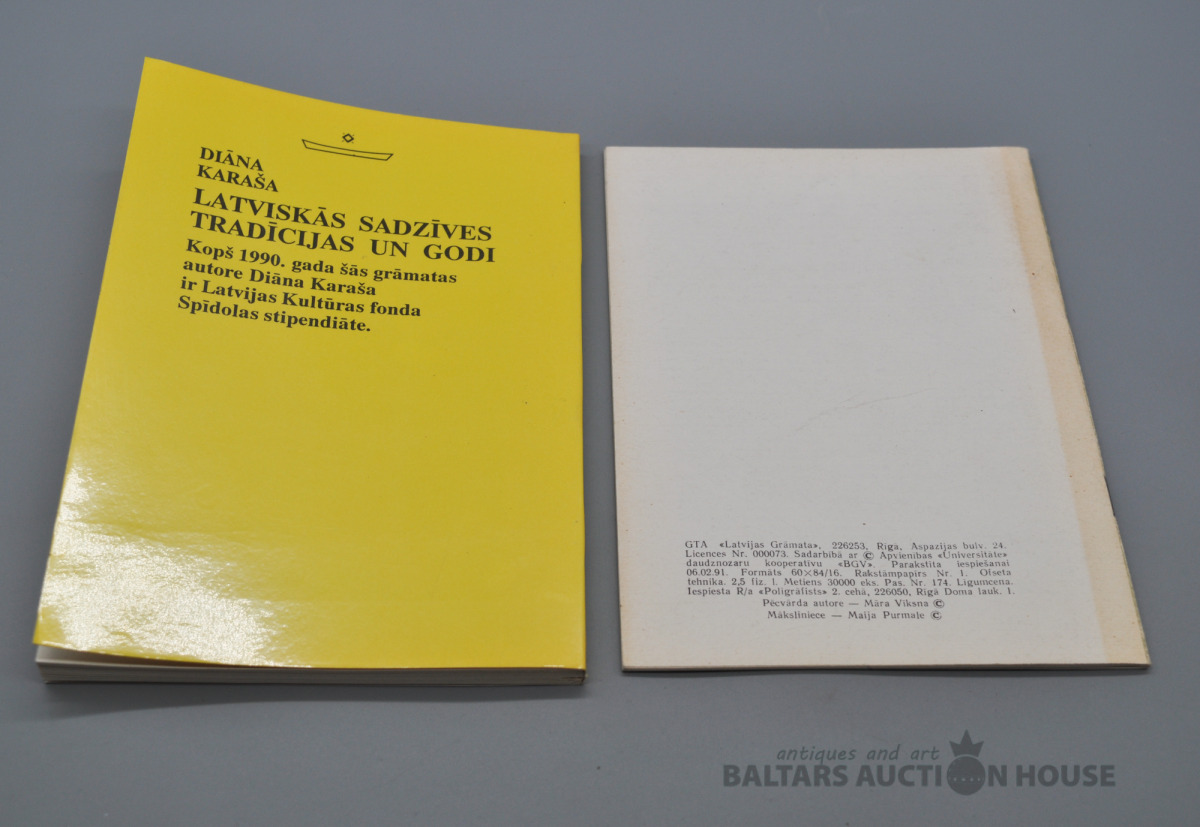 DIĀNA
KARAŠA
LATVISKĀS SADZĪVES
TRADĪCIJAS UN GODI
Kopš 1990. gada šās grāmatas
autore Diāna Karaša
ir Latvijas Kultūras fonda
Spīdolas stipendiāte.
GTA «Latvijas Grāmata», 226253, Rīgā, Aspazijas bulv. 24.
Licences Nr. 000073. Sadarbībā ar © Apvienības «Universitāte»
daudznozaru kooperatīvu «BGV». Parakstīta iespiešanai
06.02.91. Formāts 60×84/16. Rakstāmpapīrs Nr. 1. Ofseta
tehnika. 2,5 fiz. l. Metiens 30000 eks. Pas. Nr. 174. Līgumcena.
Iespiesta R/a «Poligrāfists» 2. cehā, 226050, Rīgā Doma lauk. 1.
Pēcvārda autore — Māra Vīksna ©
Māksliniece — Maija Purmale ©
antiques and art
BALTARS AUCTION HOUSE